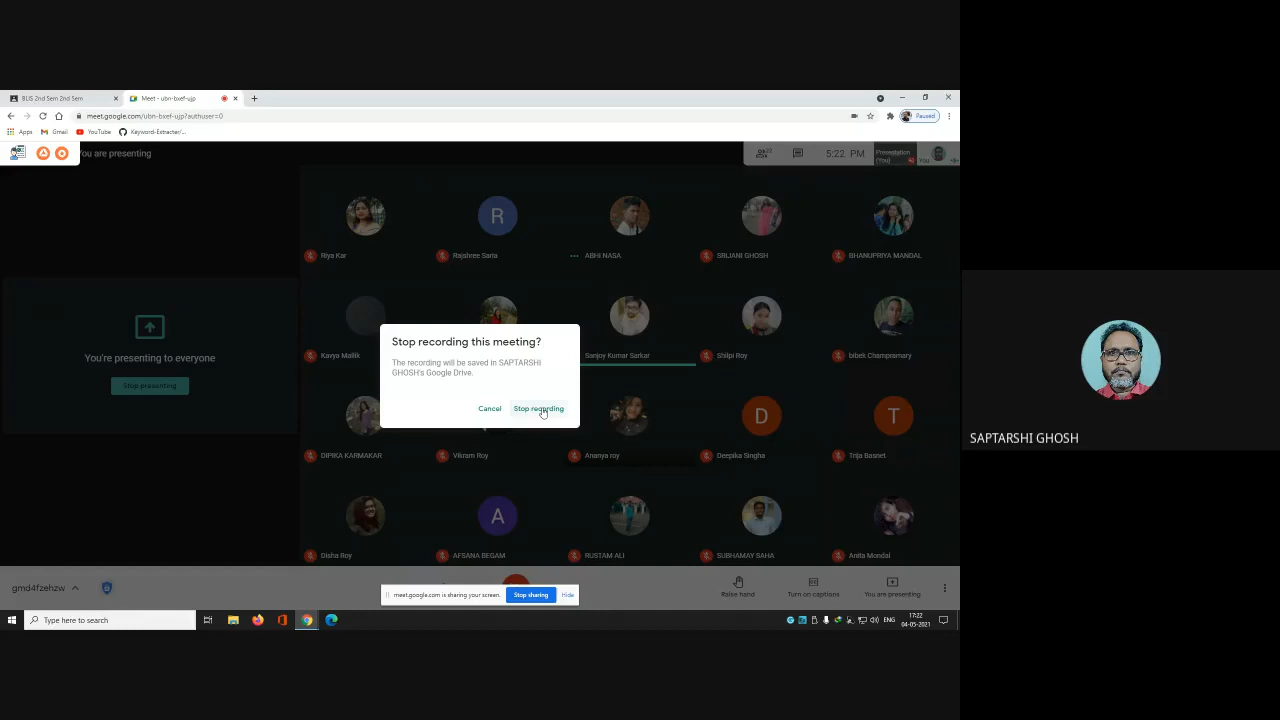 BLIS 2nd Sem 2nd Sem
Meet - ubn-bxef-ujp
meet.google.com/ubn-bxef-ujp?authuser=0
Paused
Apps
Gmail
YouTube
Keyword-Extracter/...
You are presenting
5:22 PM
Presentation
(You)
You
Riya Kar
R
Rajshree Saria
ABHI NASA
SRIJANI GHOSH
BHANUPRIYA MANDAL
Kavya Mallik
Sanjoy Kumar Sarkar
Shilpi Roy
bibek Champramary
You're presenting to everyone
Stop presenting
Stop recording this meeting?
The recording will be saved in SAPTARSHI
GHOSH's Google Drive.
Cancel
Stop recording
DIPIKA KARMAKAR
Vikram Roy
Ananya roy
D
Deepika Singha
T
Trija Basnet
Disha Roy
A
AFSANA BEGAM
RUSTAM ALI
SUBHAMAY SAHA
Anita Mondal
SAPTARSHI GHOSH
gmd4fzehzw
meet.google.com is sharing your screen.
Stop sharing
Hide
Raise hand
Turn on captions
You are presenting
Type here to search
ENG
17:22
04-05-2021